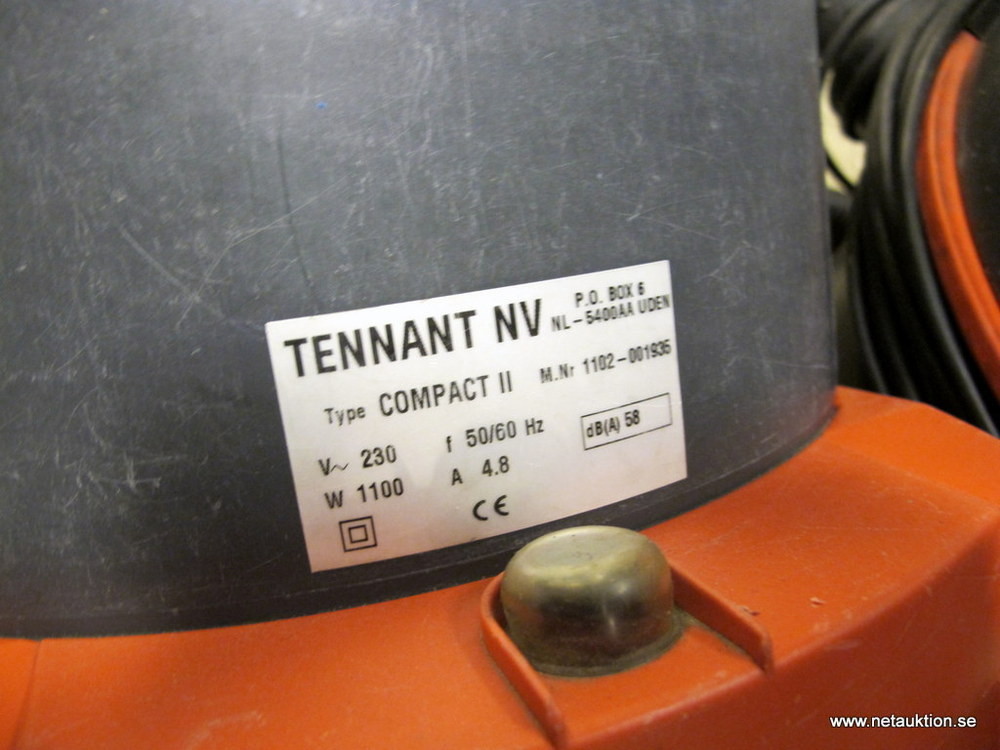 TENNANT NV
P.O. BOX 6
NL-5400AA UDEN
Type COMPACT II M.Nr 1102-001935
V~ 230 f 50/60 Hz dB(A) 58
W 1100 A 4.8
CE
www.netauktion.se